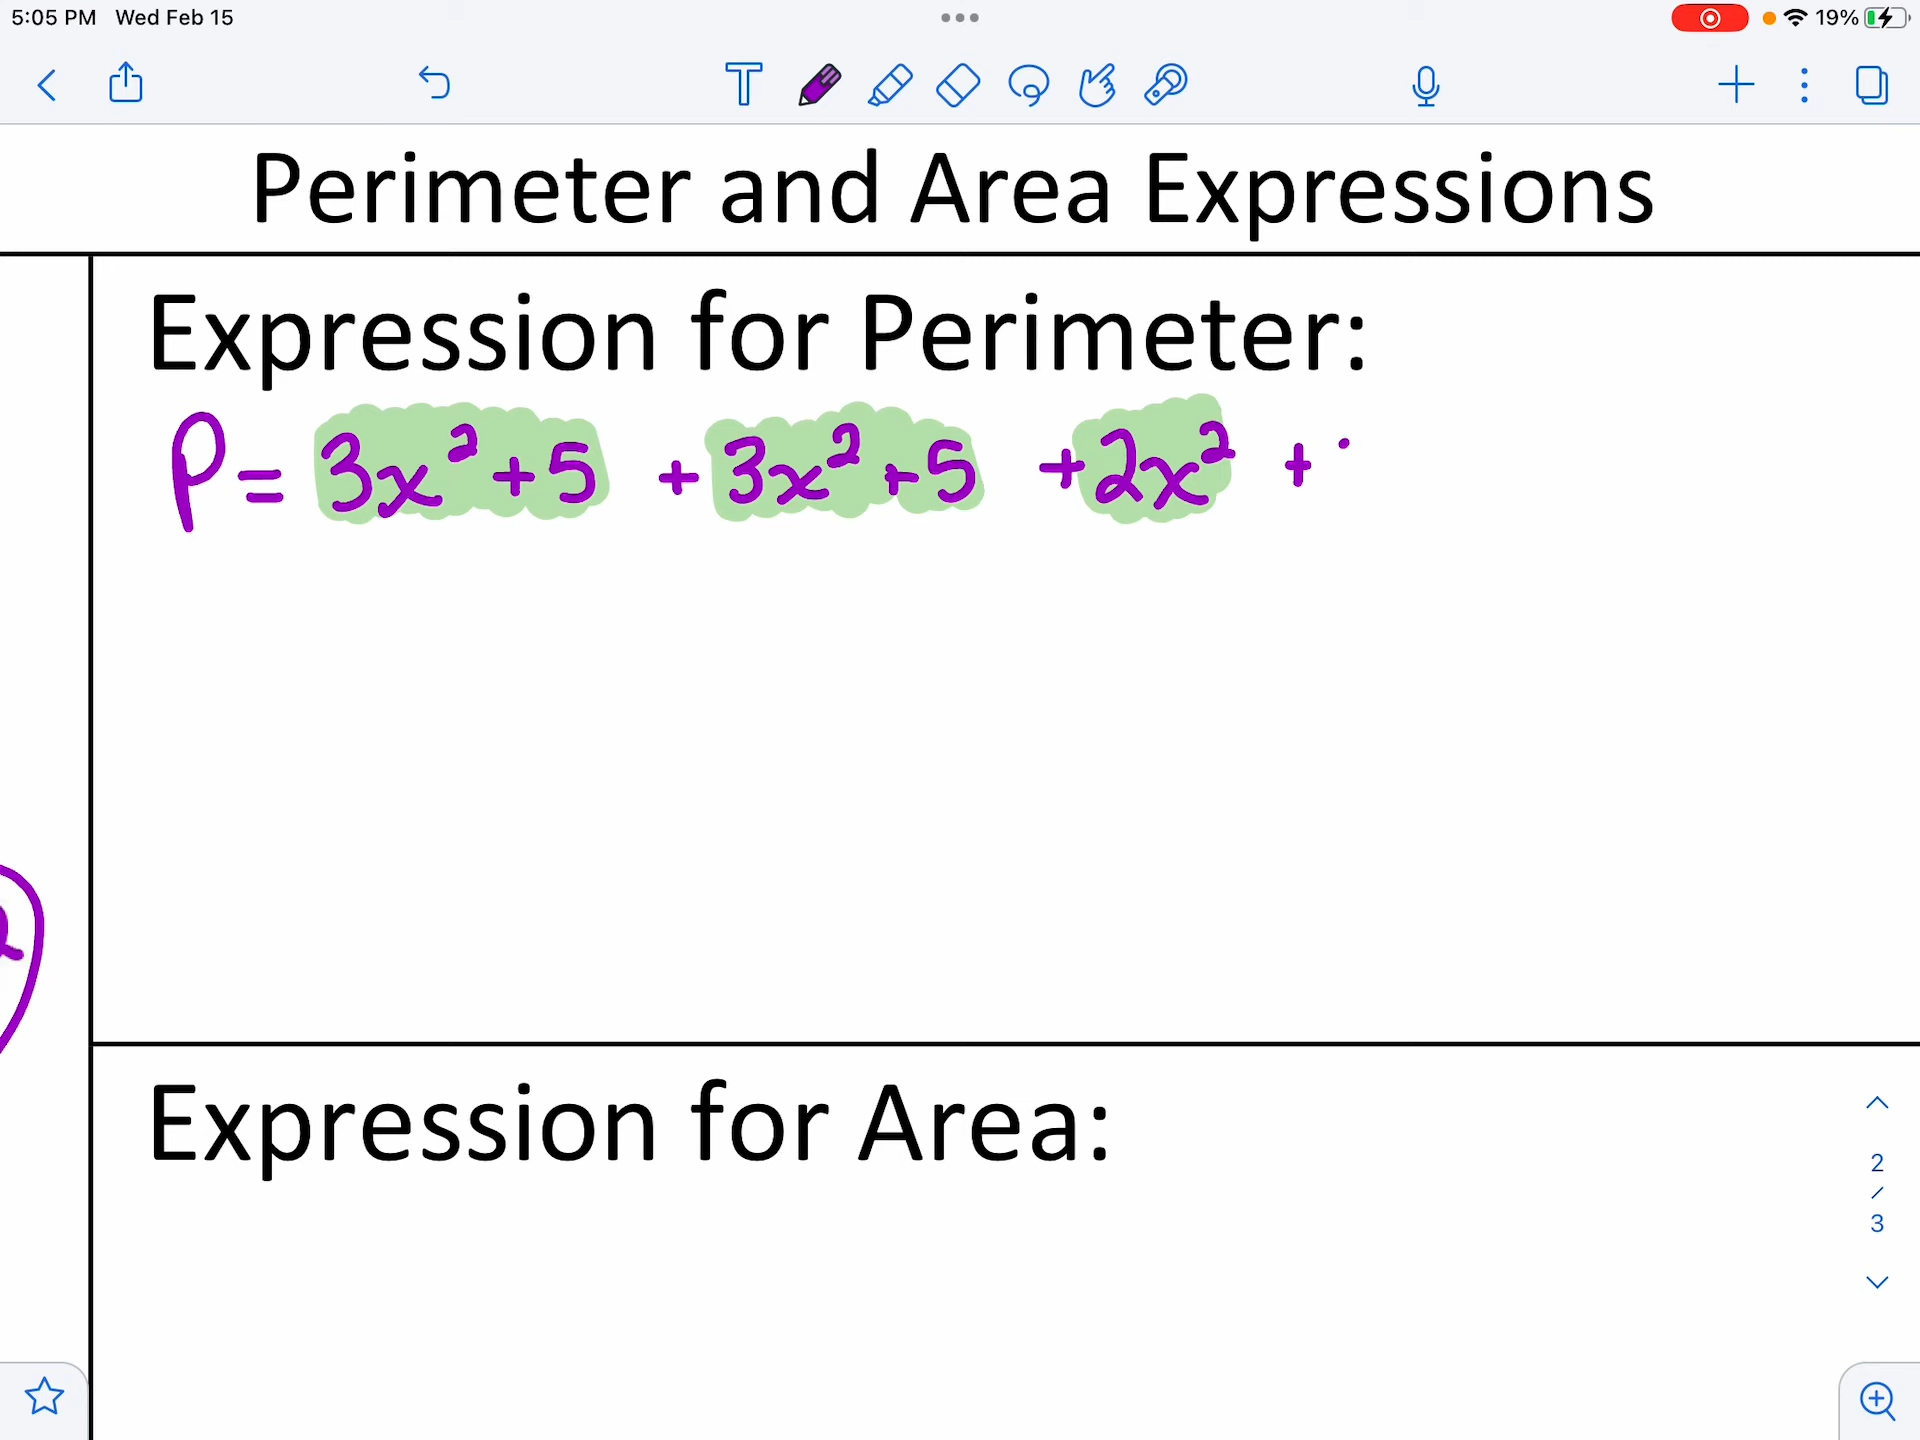 5:05 PM Wed Feb 15
19%
T
Perimeter and Area Expressions
Expression for Perimeter:
P = 3x² + 5 + 3x² + 5 + 2x² +
Expression for Area:
2
/
3